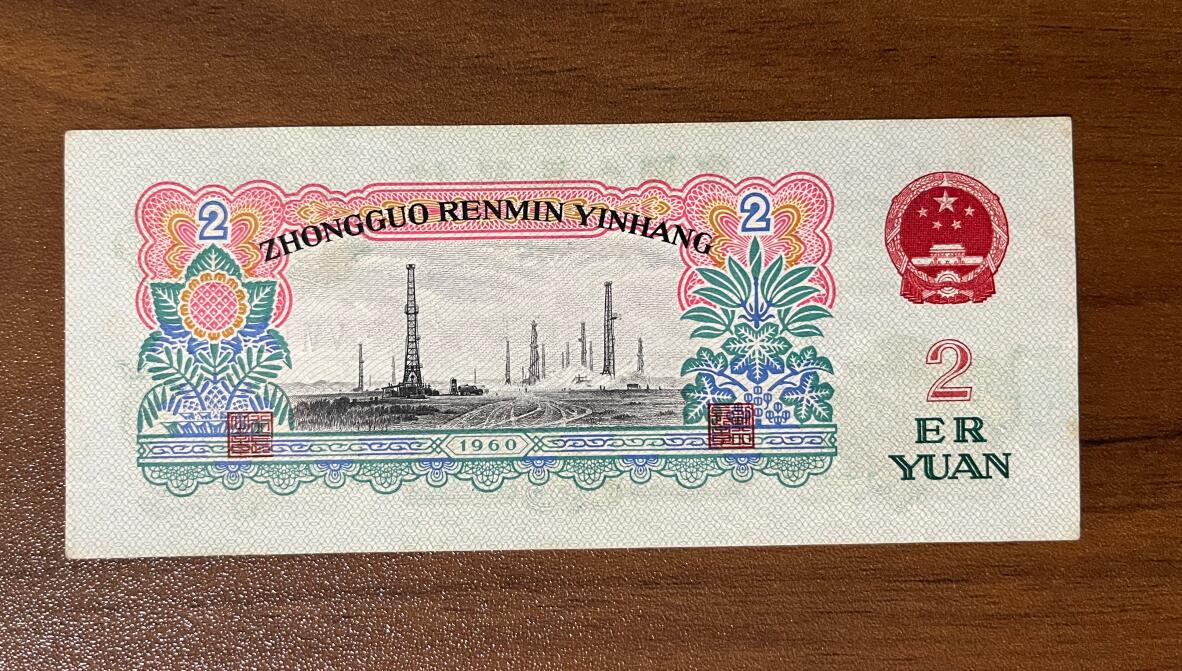 2
2
ZHONGGUO RENMIN YINHANG
1960
2
ER
YUAN